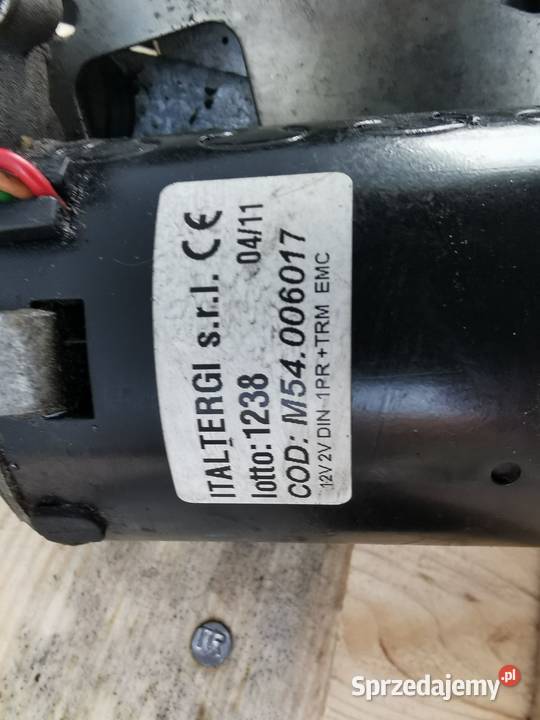 ITALTERGI s.r.l. CE
lotto: 1238 04/11
COD: M54.006017
12V 2V DIN 1PR +TRM EMC
Sprzedajemy.pl